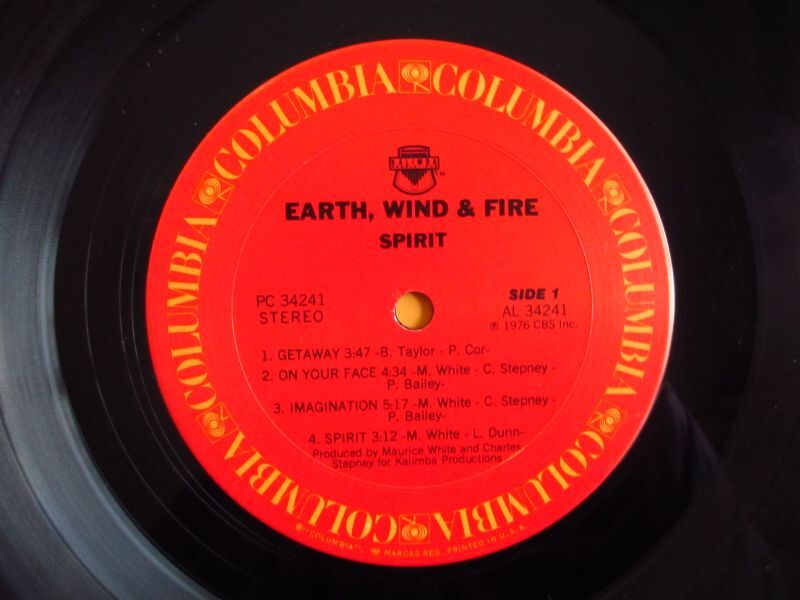 COLUMBIA COLUMBIA COLUMBIA COLUMBIA COLUMBIA COLUMBIA
EARTH, WIND & FIRE
SPIRIT
PC 34241
STEREO
SIDE 1
AL 34241
℗ 1976 CBS Inc.
1. GETAWAY 3:47 -B. Taylor - P. Cor-
2. ON YOUR FACE 4:34 -M. White - C. Stepney -
P. Bailey-
3. IMAGINATION 5:17 -M. White - C. Stepney -
P. Bailey-
4. SPIRIT 3:12 -M. White - L. Dunn-
Produced by Maurice White and Charles
Stepney for Kalimba Productions
"COLUMBIA", MARCAS REG. PRINTED IN U.S.A.